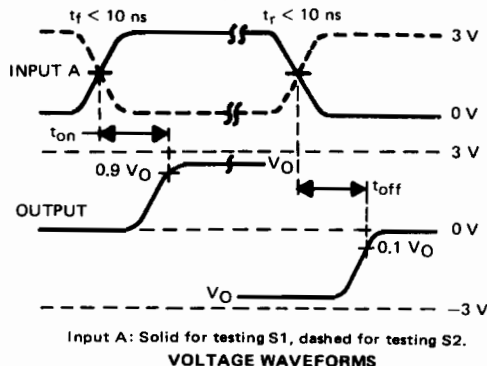 tf < 10 ns
tr < 10 ns
3 V
INPUT A
0 V
ton
3 V
0.9 VO
VO
toff
OUTPUT
0 V
0.1 VO
VO
−3 V
Input A: Solid for testing S1, dashed for testing S2.
VOLTAGE WAVEFORMS